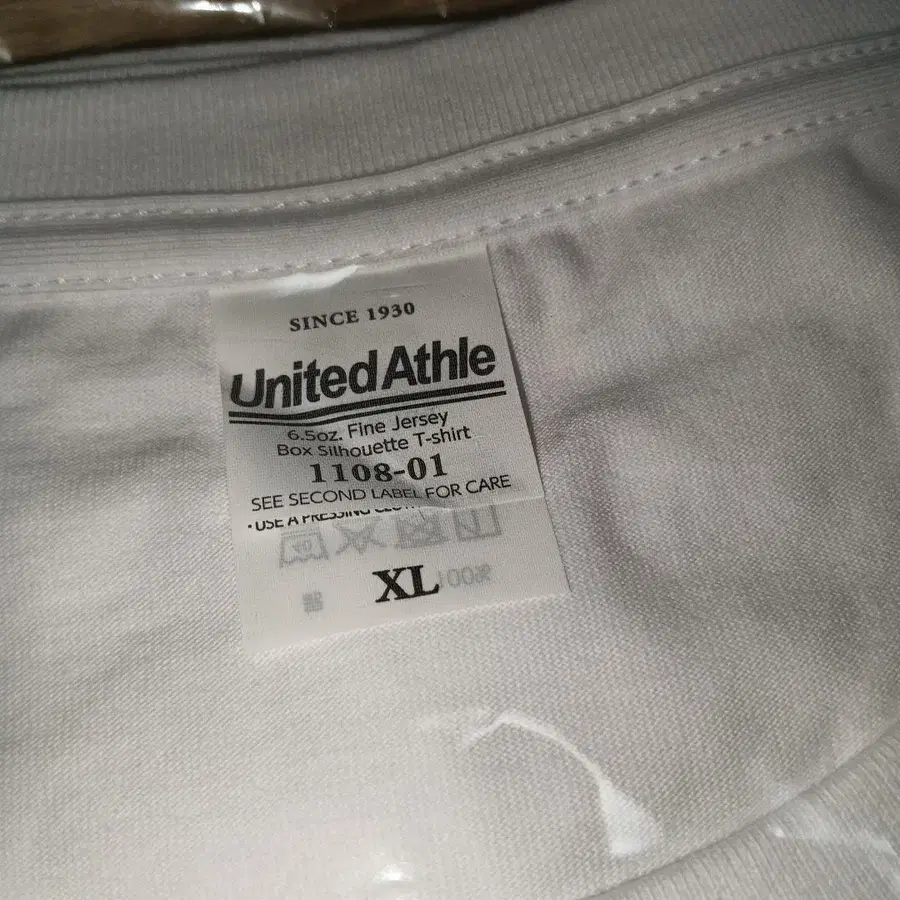 SINCE 1930
UnitedAthle
6.5oz. Fine Jersey
Box Silhouette T-shirt
1108-01
SEE SECOND LABEL FOR CARE
• USE A PRESSING
XL